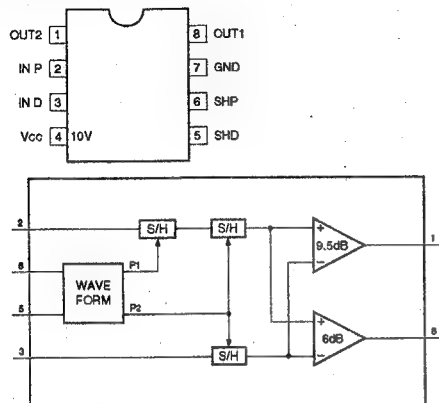 OUT2 1 8 OUT1
IN P 2 7 GND
IN D 3 6 SHP
Vcc 4 10V 5 SHD
2 S/H S/H
+ 9.5dB 1
-
6 WAVE FORM P1
5 P2
+ 6dB 8
-
3 S/H